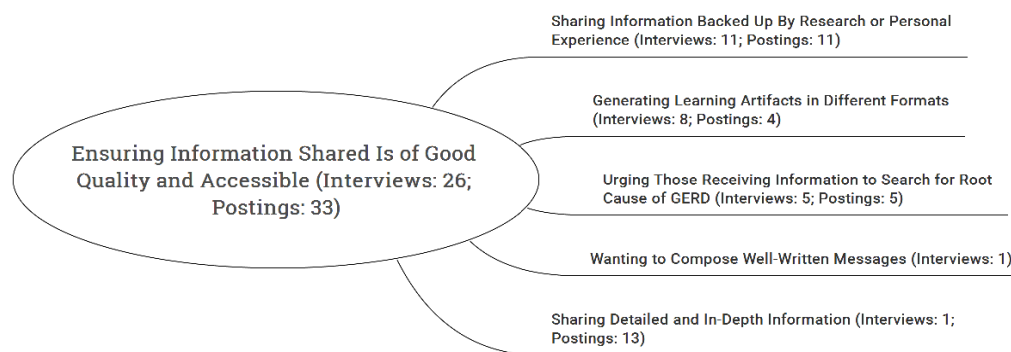 Ensuring Information Shared Is of Good
Quality and Accessible (Interviews: 26;
Postings: 33)
Sharing Information Backed Up By Research or Personal
Experience (Interviews: 11; Postings: 11)
Generating Learning Artifacts in Different Formats
(Interviews: 8; Postings: 4)
Urging Those Receiving Information to Search for Root
Cause of GERD (Interviews: 5; Postings: 5)
Wanting to Compose Well-Written Messages (Interviews: 1)
Sharing Detailed and In-Depth Information (Interviews: 1;
Postings: 13)